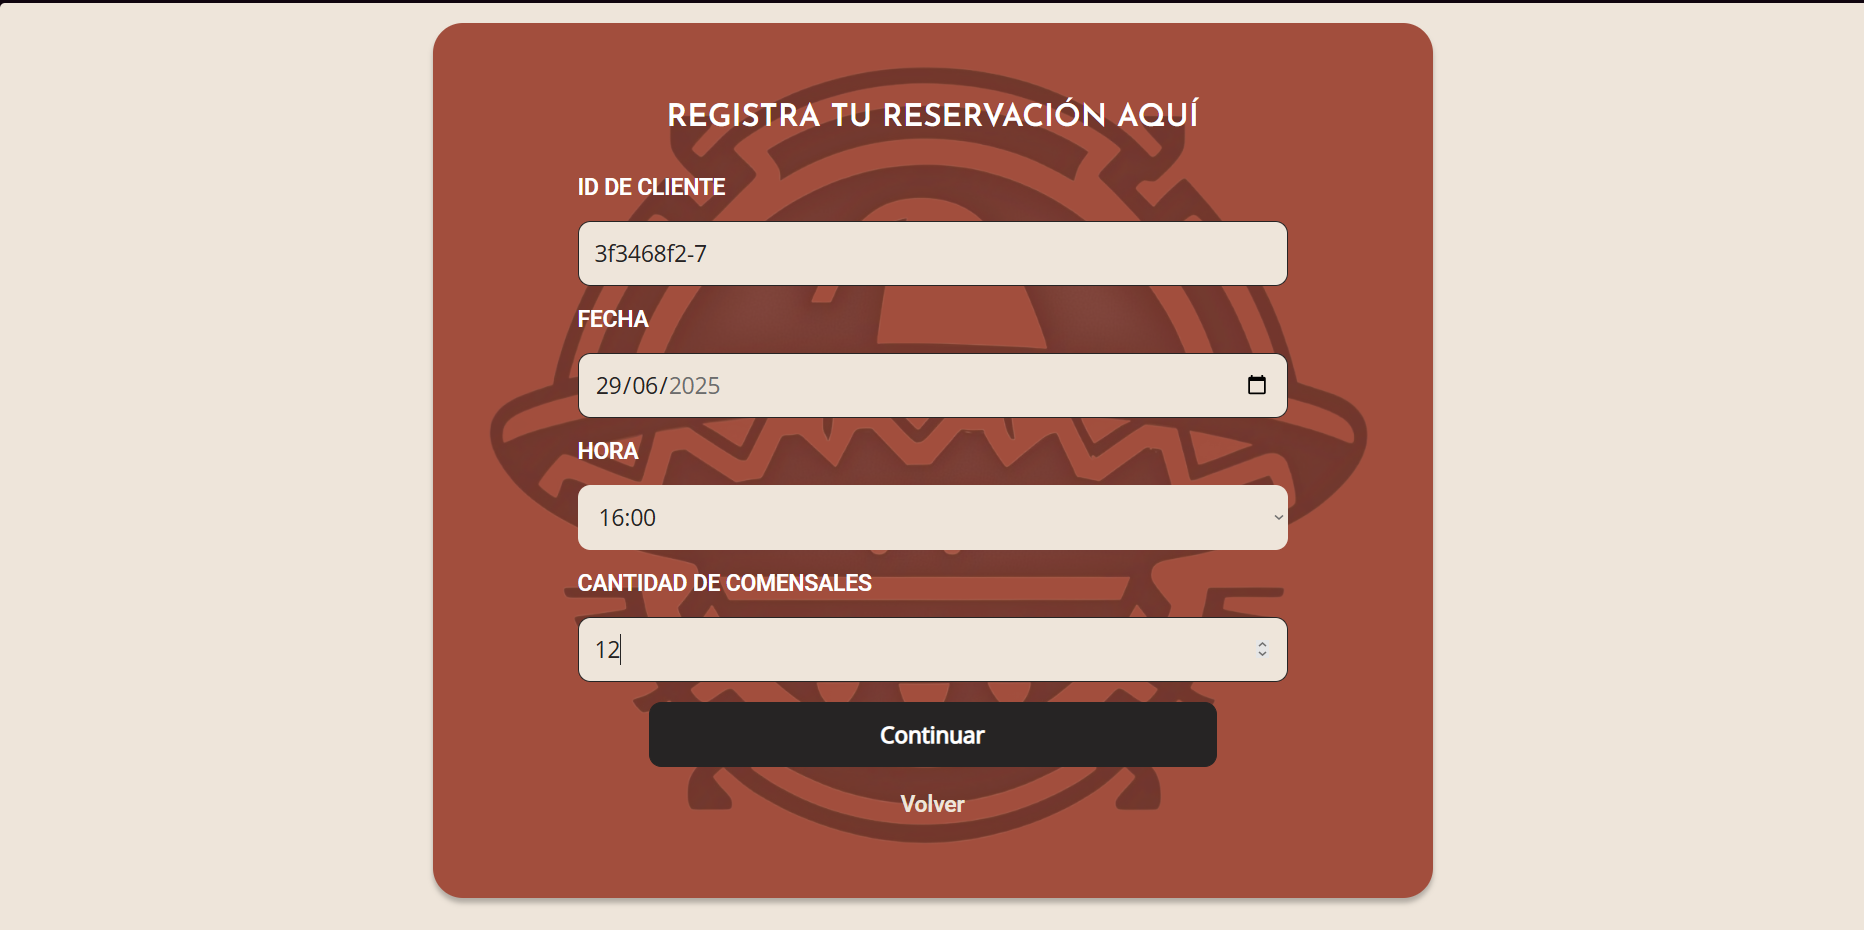 REGISTRA TU RESERVACIÓN AQUÍ
ID DE CLIENTE
3f3468f2-7
FECHA
29/06/2025
HORA
16:00
CANTIDAD DE COMENSALES
12
Continuar
Volver